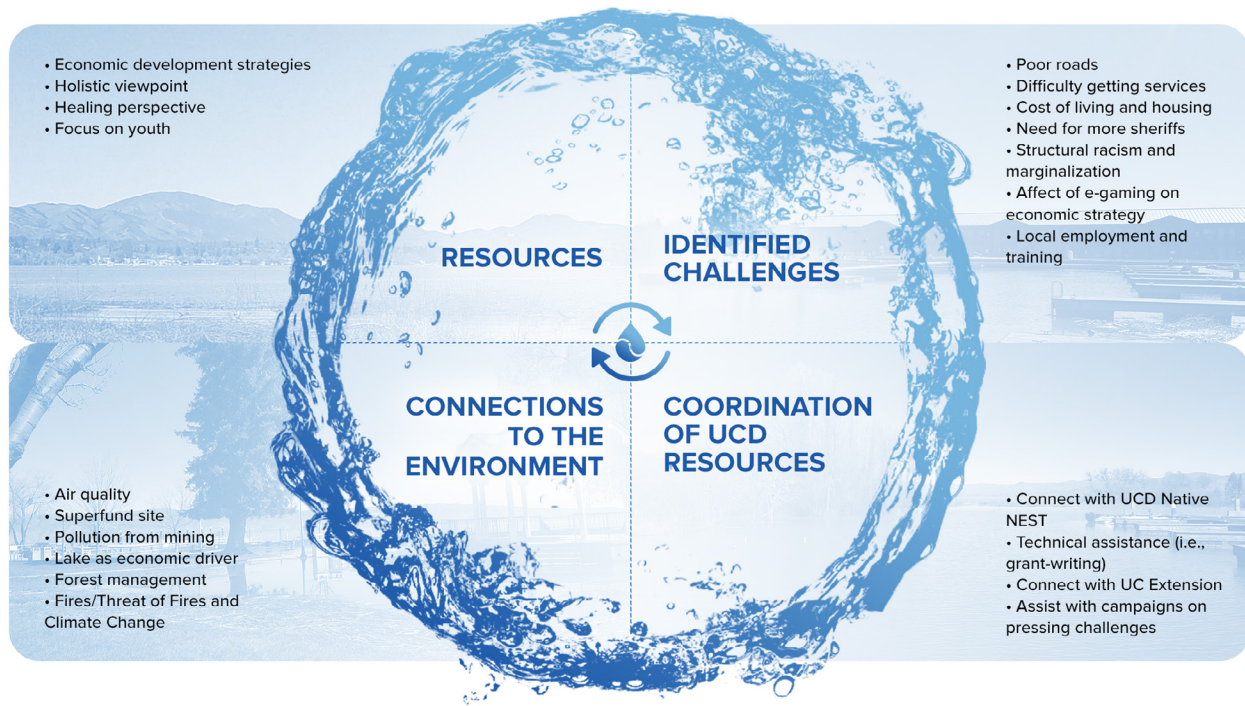 • Economic development strategies
• Holistic viewpoint
• Healing perspective
• Focus on youth
RESOURCES
IDENTIFIED
CHALLENGES
• Poor roads
• Difficulty getting services
• Cost of living and housing
• Need for more sheriffs
• Structural racism and
marginalization
• Affect of e-gaming on
economic strategy
• Local employment and
training
CONNECTIONS
TO THE
ENVIRONMENT
• Air quality
• Superfund site
• Pollution from mining
• Lake as economic driver
• Forest management
• Fires/Threat of Fires and
Climate Change
COORDINATION
OF UCD
RESOURCES
• Connect with UCD Native
NEST
• Technical assistance (i.e.,
grant-writing)
• Connect with UC Extension
• Assist with campaigns on
pressing challenges